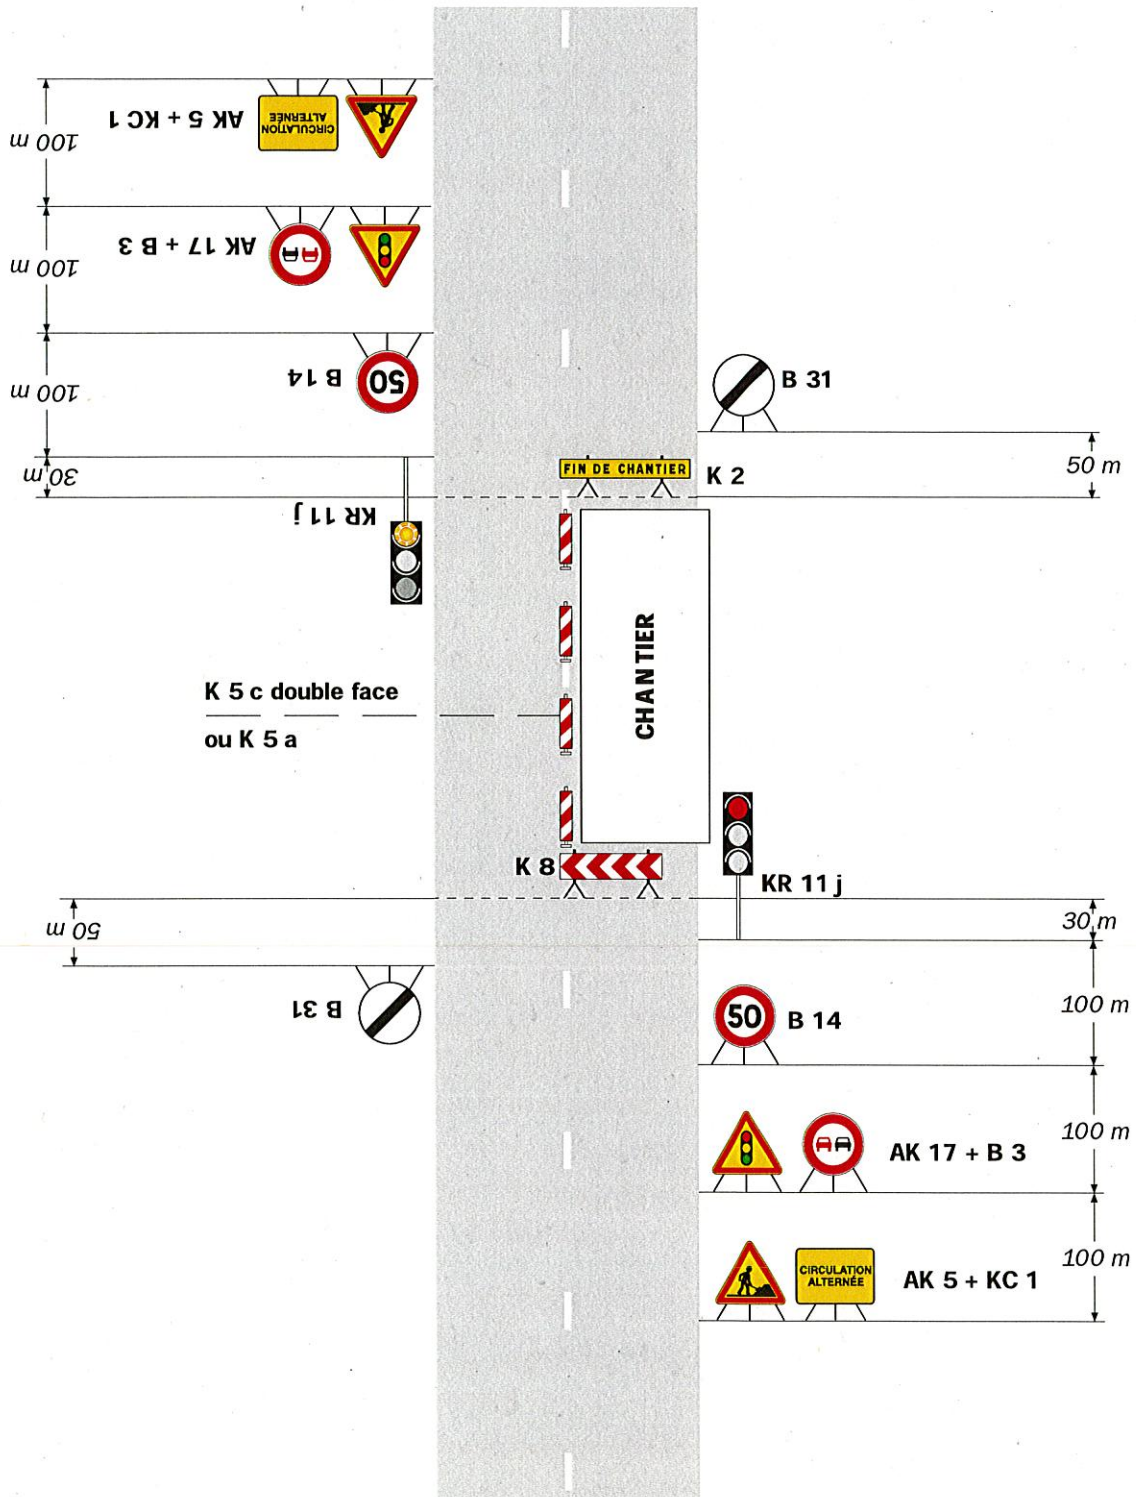 AK 5 + KC 1
CIRCULATION
ALTERNÉE
100 m
AK 17 + B 3
100 m
B 14
50
100 m
B 31
30 m
50 m
FIN DE CHANTIER
K 2
KR 11 j
CHANTIER
K 5 c double face
ou K 5 a
K 8
KR 11 j
50 m
30 m
B 31
50
B 14
100 m
AK 17 + B 3
100 m
CIRCULATION
ALTERNÉE
AK 5 + KC 1
100 m